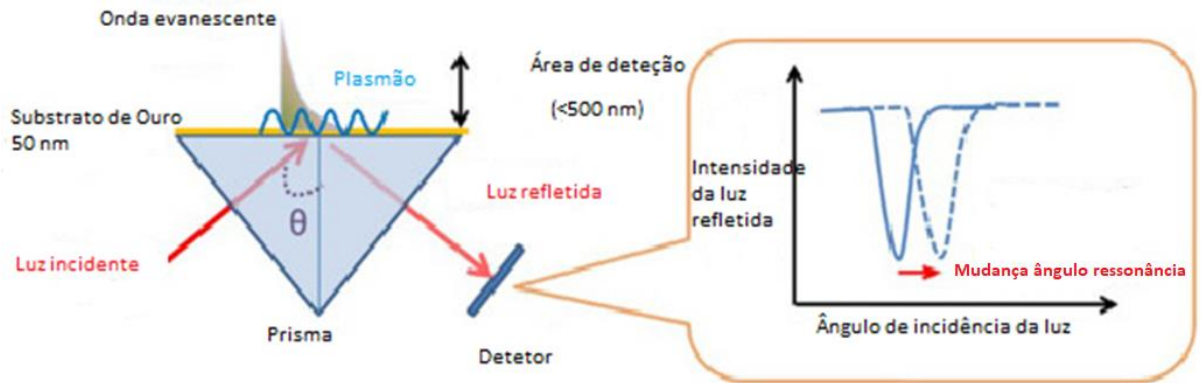 Onda evanescente
Plasmão
Área de deteção
(<500 nm)
Substrato de Ouro
50 nm
θ
Luz refletida
Luz incidente
Prisma
Detetor
Intensidade
da luz
refletida
Mudança ângulo ressonância
Ângulo de incidência da luz